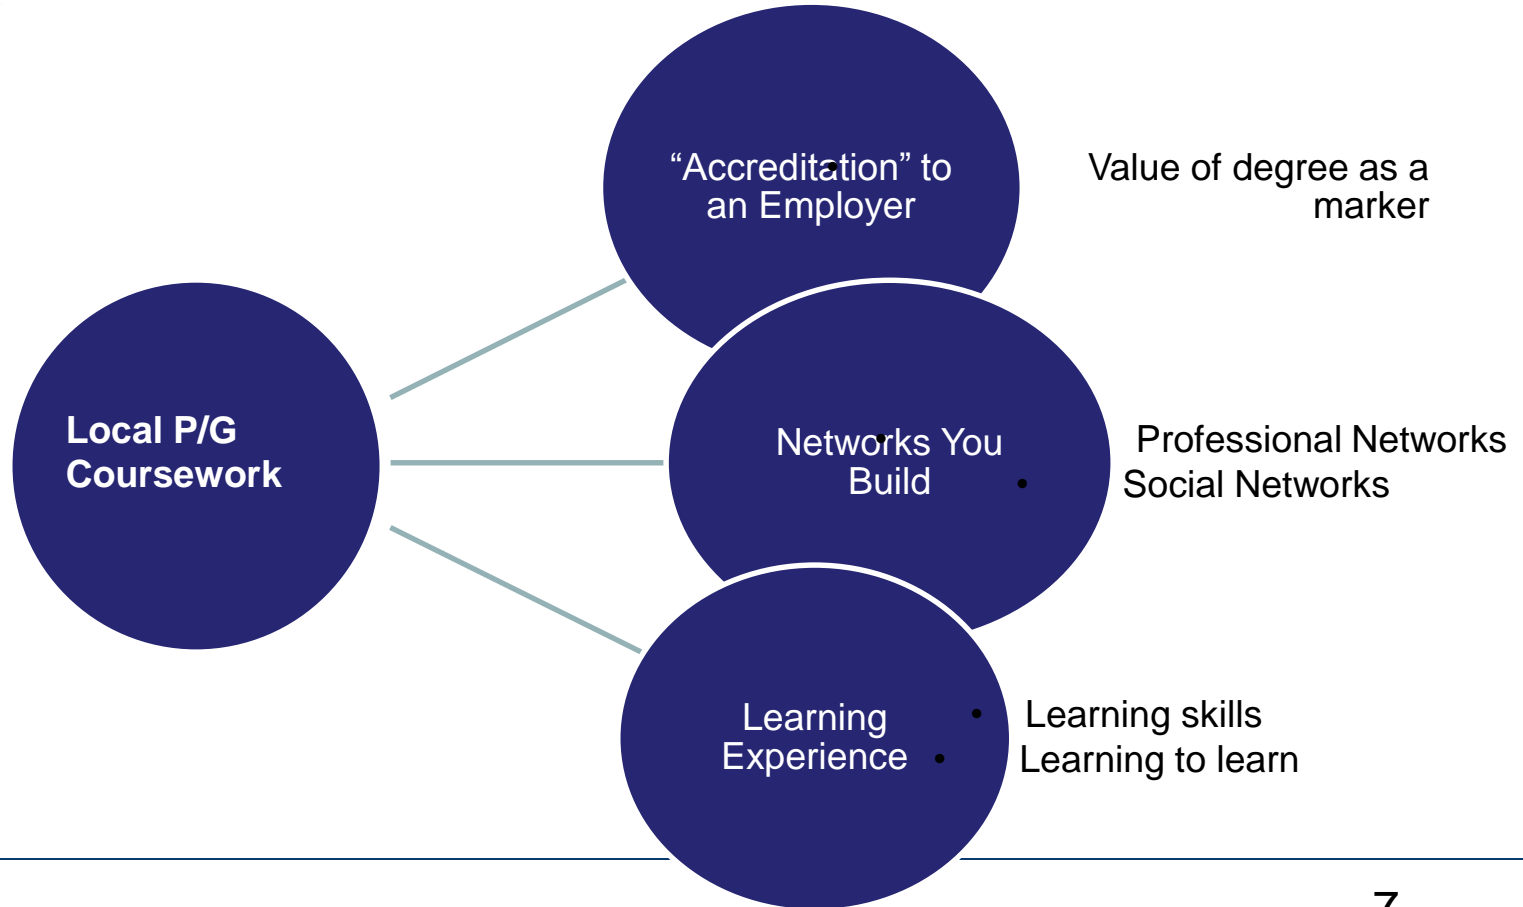 “Accreditation” to
an Employer
Value of degree as a
marker
Local P/G
Coursework
Networks You
Build
• Professional Networks
• Social Networks
Learning
Experience
• Learning skills
• Learning to learn
7